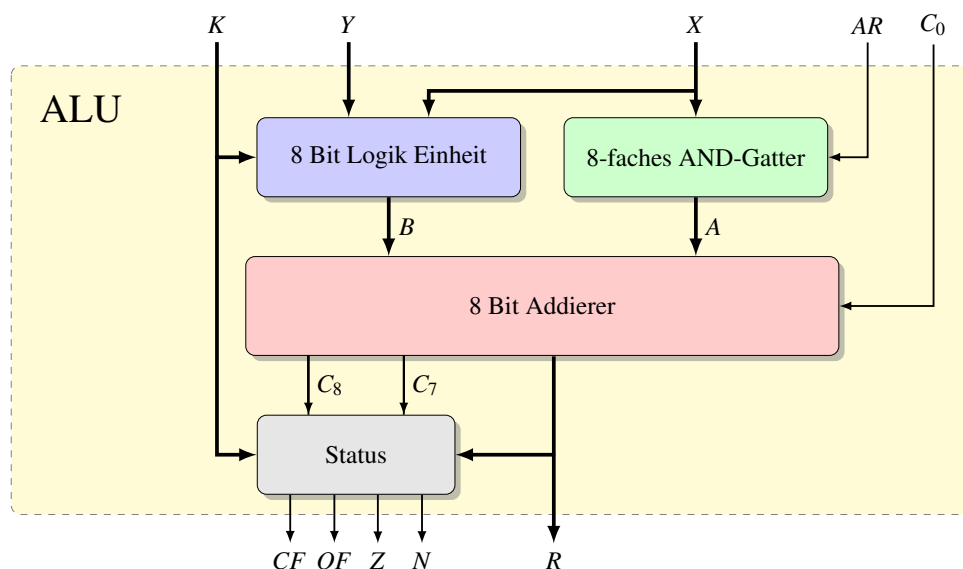 K Y X AR C₀
ALU
8 Bit Logik Einheit 8-faches AND-Gatter
B A
8 Bit Addierer
C₈ C₇
Status
CF OF Z N R